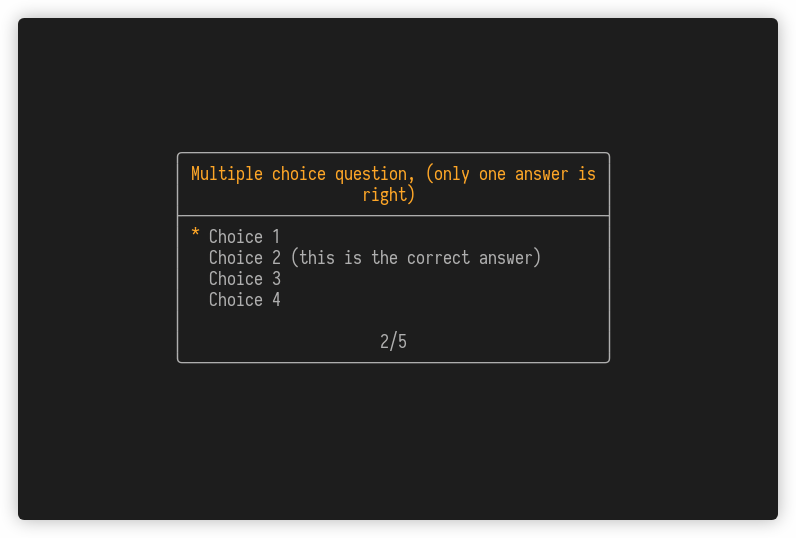 Multiple choice question, (only one answer is
right)
* Choice 1
Choice 2 (this is the correct answer)
Choice 3
Choice 4
2/5